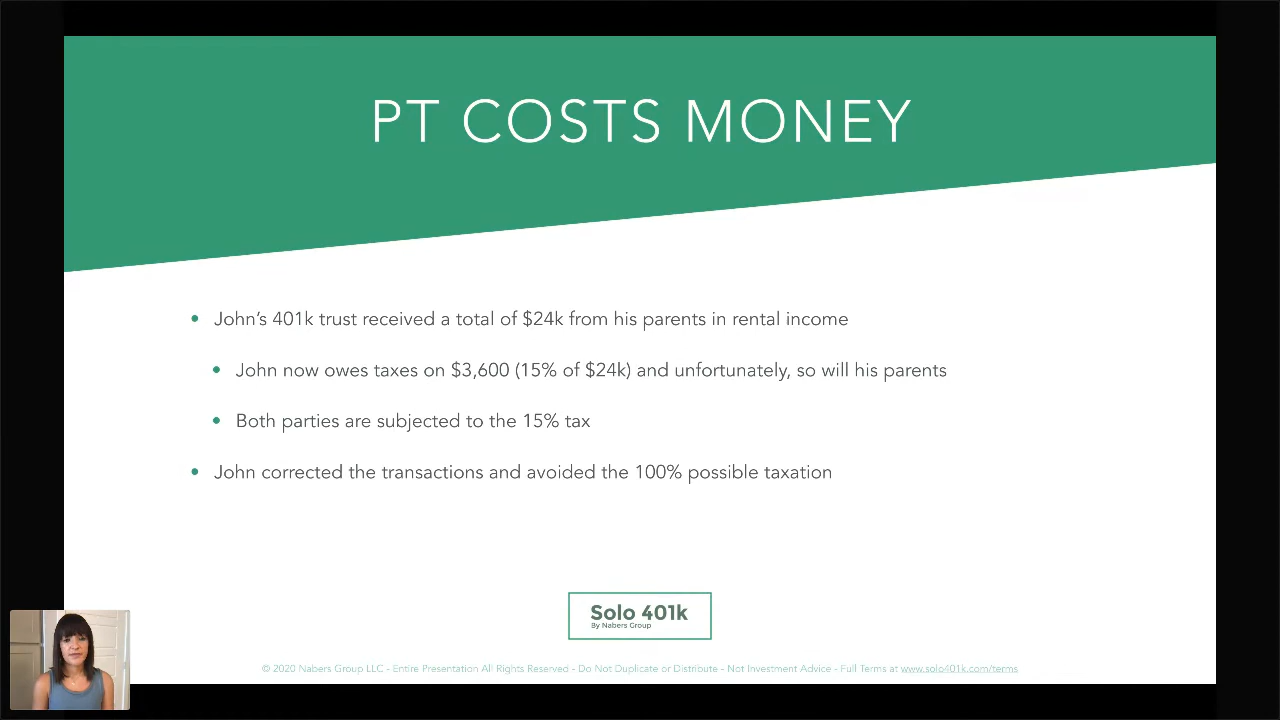 PT COSTS MONEY
• John’s 401k trust received a total of $24k from his parents in rental income
• John now owes taxes on $3,600 (15% of $24k) and unfortunately, so will his parents
• Both parties are subjected to the 15% tax
• John corrected the transactions and avoided the 100% possible taxation
Solo 401k
By Nabers Group
© 2020 Nabers Group LLC - Entire Presentation All Rights Reserved - Do Not Duplicate or Distribute - Not Investment Advice - Full Terms at www.solo401k.com/terms